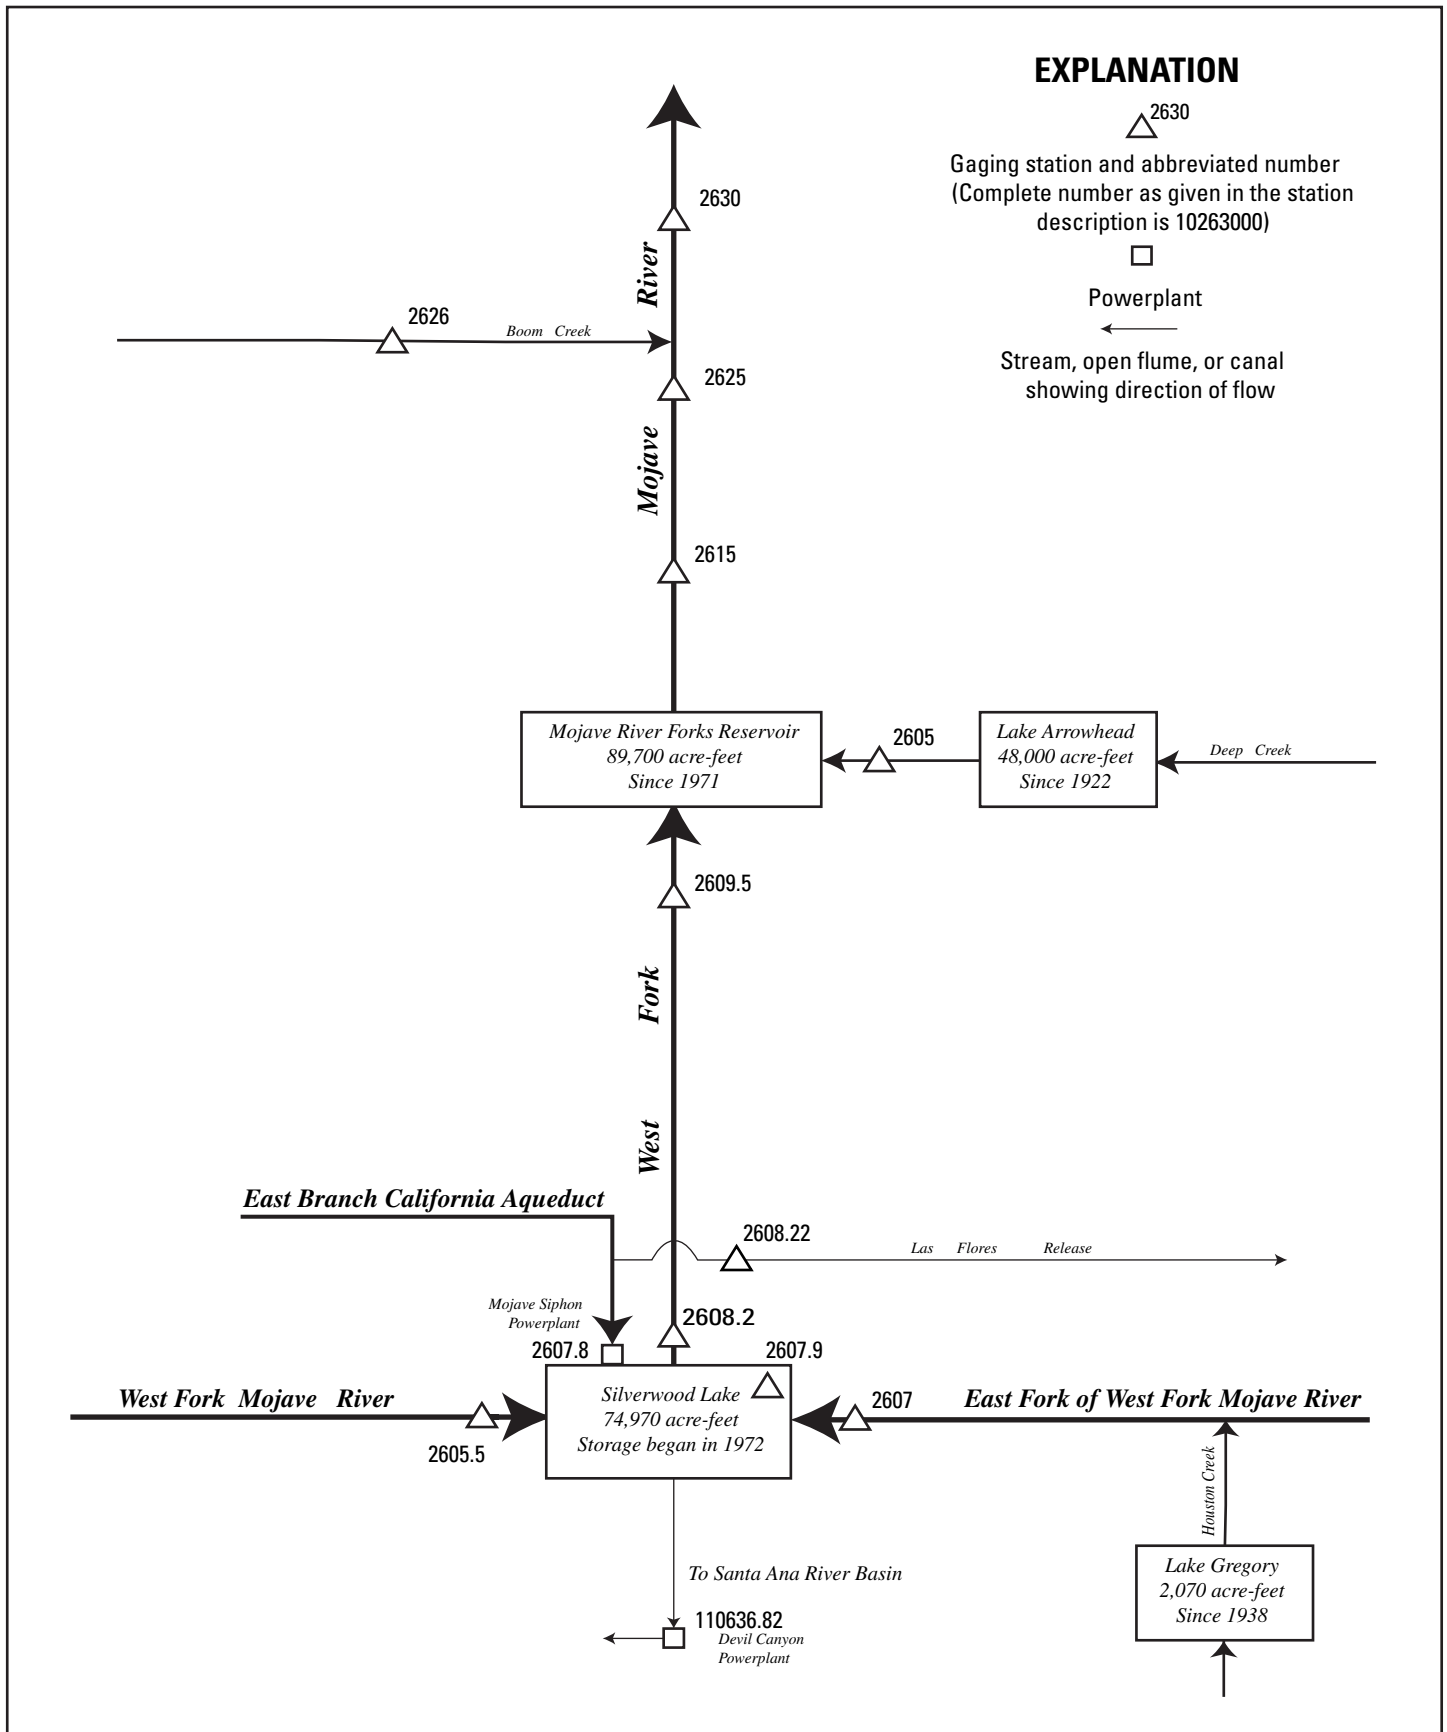 EXPLANATION
2630
Gaging station and abbreviated number
(Complete number as given in the station
description is 10263000)
Powerplant
Stream, open flume, or canal
showing direction of flow
2630
River
2626
Boom Creek
2625
Mojave
2615
Mojave River Forks Reservoir
89,700 acre-feet
Since 1971
2605
Lake Arrowhead
48,000 acre-feet
Since 1922
Deep Creek
2609.5
Fork
West
East Branch California Aqueduct
2608.22
Las Flores Release
Mojave Siphon
Powerplant
2608.2
2607.8
2607.9
West Fork Mojave River
2605.5
Silverwood Lake
74,970 acre-feet
Storage began in 1972
2607
East Fork of West Fork Mojave River
Houston Creek
Lake Gregory
2,070 acre-feet
Since 1938
To Santa Ana River Basin
110636.82
Devil Canyon
Powerplant